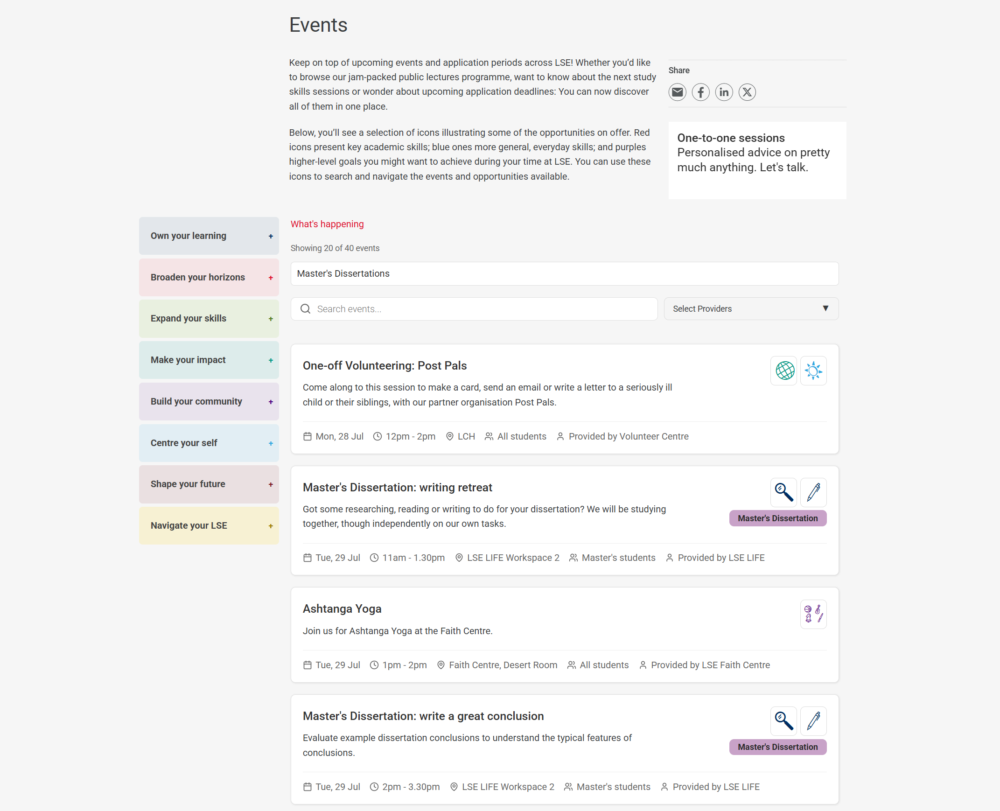 Events
Keep on top of upcoming events and application periods across LSE! Whether you’d like
to browse our jam-packed public lectures programme, want to know about the next study
skills sessions or wonder about upcoming application deadlines: You can now discover
all of them in one place.
Below, you’ll see a selection of icons illustrating some of the opportunities on offer. Red
icons present key academic skills; blue ones more general, everyday skills; and purples
higher-level goals you might want to achieve during your time at LSE. You can use these
icons to search and navigate the events and opportunities available.
Share
One-to-one sessions
Personalised advice on pretty
much anything. Let's talk.
Own your learning +
Broaden your horizons +
Expand your skills +
Make your impact +
Build your community +
Centre your self +
Shape your future +
Navigate your LSE +
What's happening
Showing 20 of 40 events
Master's Dissertations
Search events...
Select Providers
One-off Volunteering: Post Pals
Come along to this session to make a card, send an email or write a letter to a seriously ill
child or their siblings, with our partner organisation Post Pals.
Mon, 28 Jul 12pm - 2pm LCH All students Provided by Volunteer Centre
Master's Dissertation: writing retreat
Got some researching, reading or writing to do for your dissertation? We will be studying
together, though independently on our own tasks.
Master's Dissertation
Tue, 29 Jul 11am - 1.30pm LSE LIFE Workspace 2 Master's students Provided by LSE LIFE
Ashtanga Yoga
Join us for Ashtanga Yoga at the Faith Centre.
Tue, 29 Jul 1pm - 2pm Faith Centre, Desert Room All students Provided by LSE Faith Centre
Master's Dissertation: write a great conclusion
Evaluate example dissertation conclusions to understand the typical features of
conclusions.
Master's Dissertation
Tue, 29 Jul 2pm - 3.30pm LSE LIFE Workspace 2 Master's students Provided by LSE LIFE